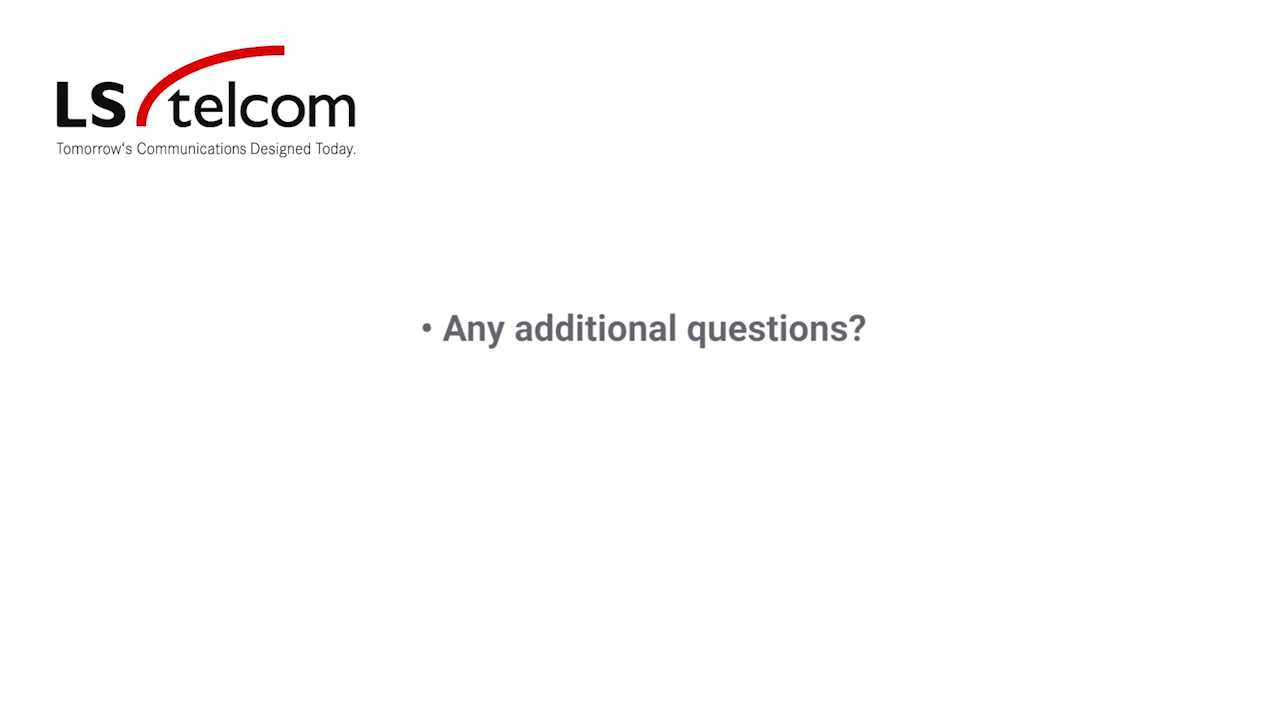 LS telcom
Tomorrow‘s Communications Designed Today.
• Any additional questions?